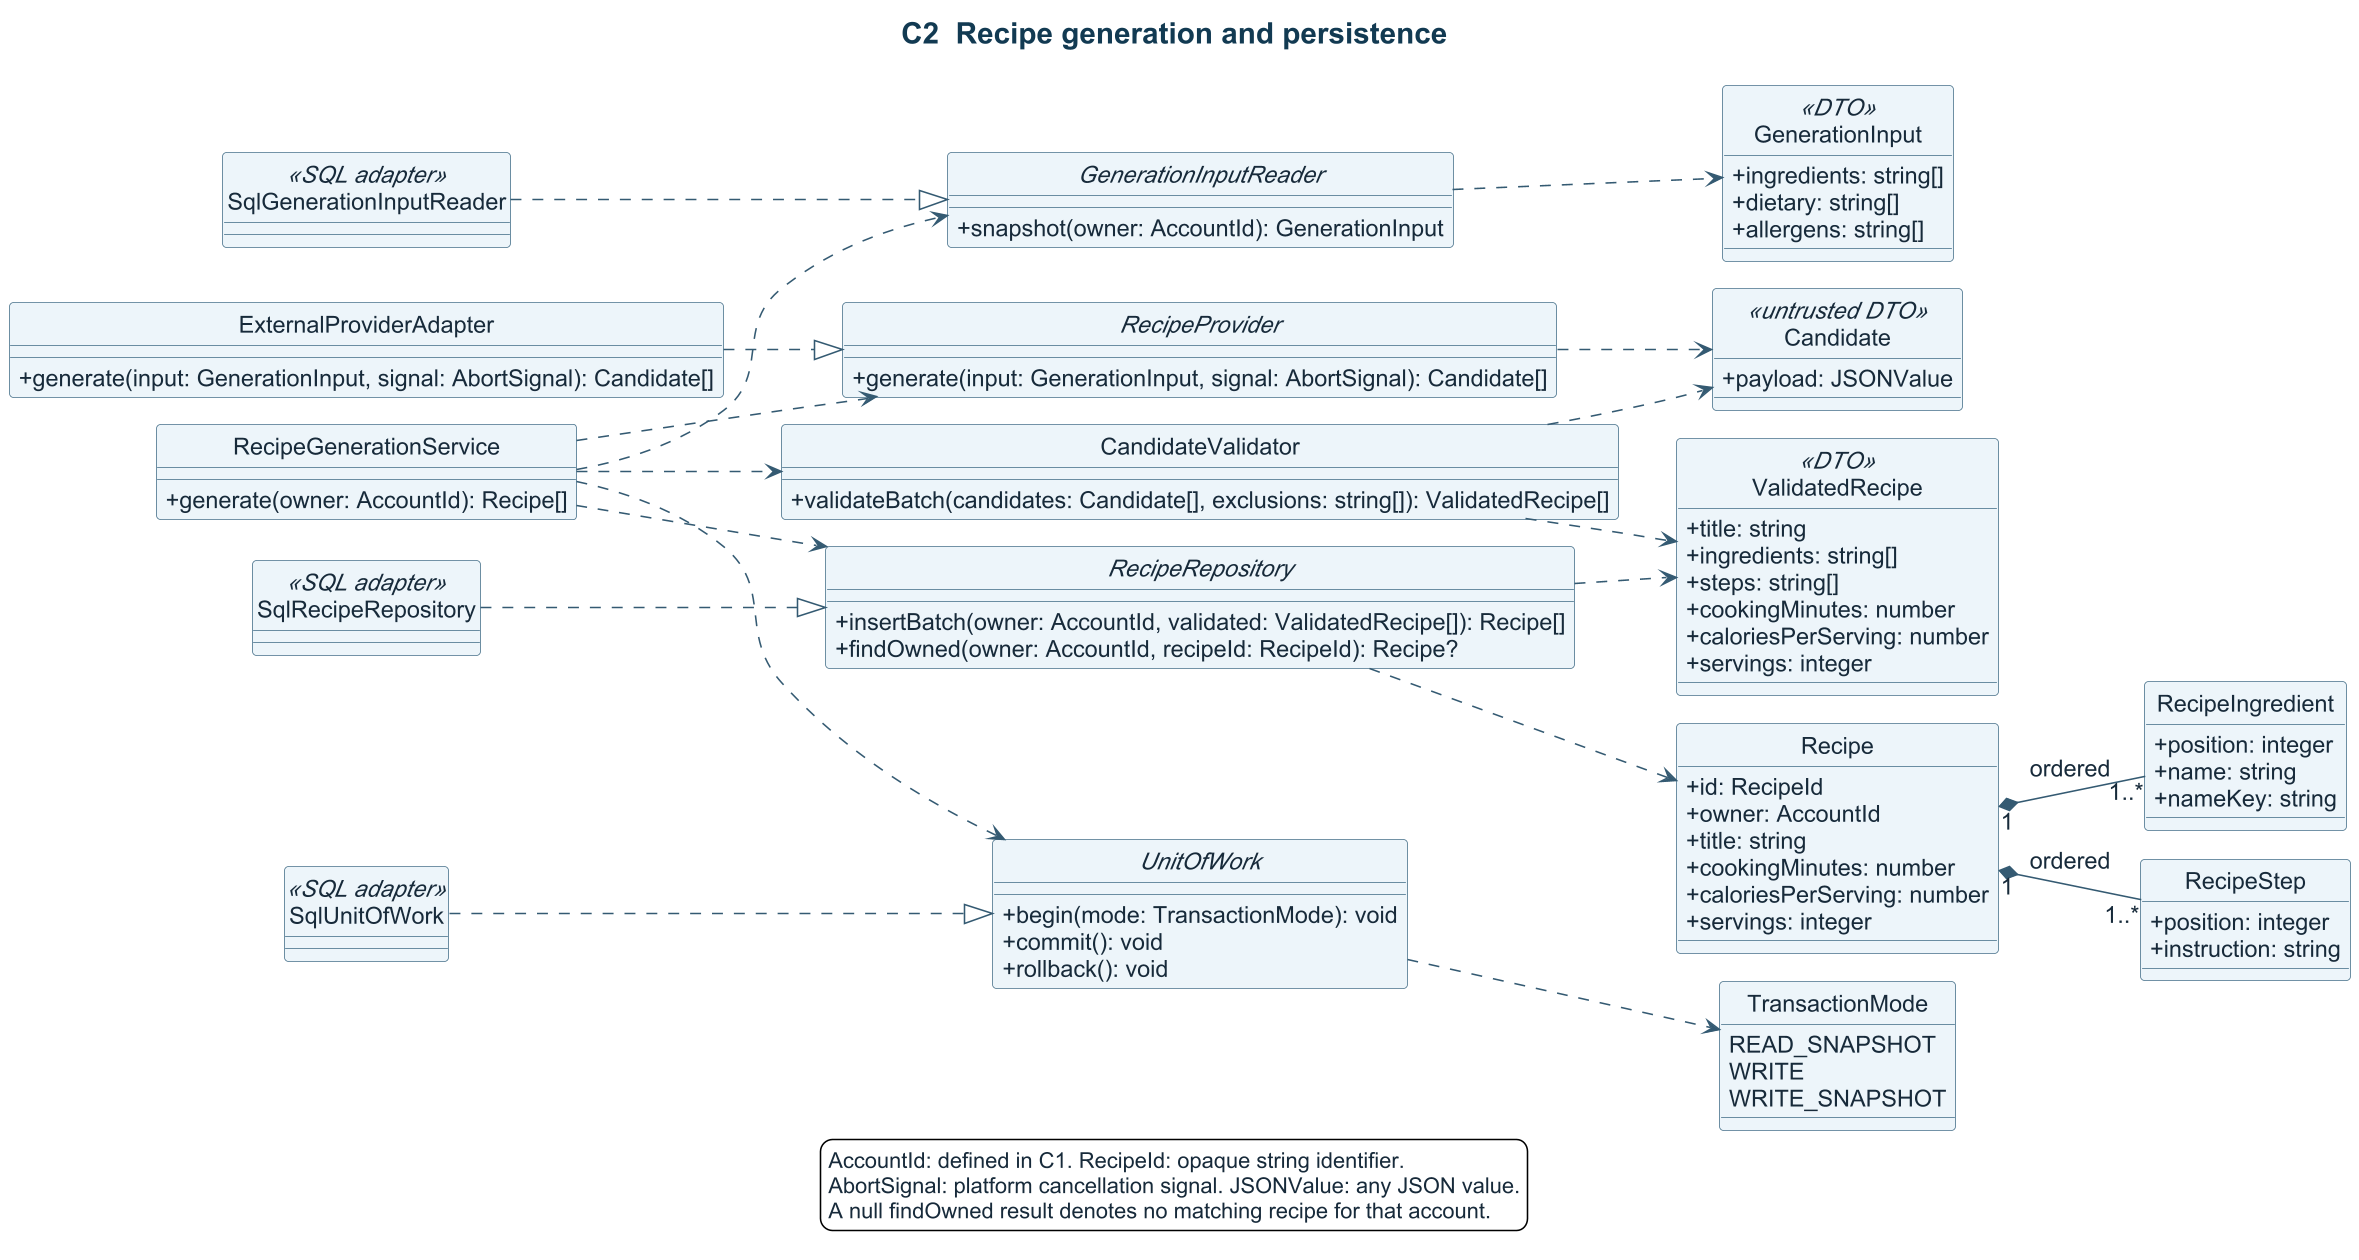 C2  Recipe generation and persistence
«SQL adapter»
SqlGenerationInputReader
GenerationInputReader
+snapshot(owner: AccountId): GenerationInput
«DTO»
GenerationInput
+ingredients: string[]
+dietary: string[]
+allergens: string[]
ExternalProviderAdapter
+generate(input: GenerationInput, signal: AbortSignal): Candidate[]
RecipeProvider
+generate(input: GenerationInput, signal: AbortSignal): Candidate[]
«untrusted DTO»
Candidate
+payload: JSONValue
RecipeGenerationService
+generate(owner: AccountId): Recipe[]
CandidateValidator
+validateBatch(candidates: Candidate[], exclusions: string[]): ValidatedRecipe[]
«DTO»
ValidatedRecipe
+title: string
+ingredients: string[]
+steps: string[]
+cookingMinutes: number
+caloriesPerServing: number
+servings: integer
«SQL adapter»
SqlRecipeRepository
RecipeRepository
+insertBatch(owner: AccountId, validated: ValidatedRecipe[]): Recipe[]
+findOwned(owner: AccountId, recipeId: RecipeId): Recipe?
Recipe
+id: RecipeId
+owner: AccountId
+title: string
+cookingMinutes: number
+caloriesPerServing: number
+servings: integer
ordered
1
1..*
RecipeIngredient
+position: integer
+name: string
+nameKey: string
ordered
1
1..*
RecipeStep
+position: integer
+instruction: string
«SQL adapter»
SqlUnitOfWork
UnitOfWork
+begin(mode: TransactionMode): void
+commit(): void
+rollback(): void
TransactionMode
READ_SNAPSHOT
WRITE
WRITE_SNAPSHOT
AccountId: defined in C1. RecipeId: opaque string identifier.
AbortSignal: platform cancellation signal. JSONValue: any JSON value.
A null findOwned result denotes no matching recipe for that account.